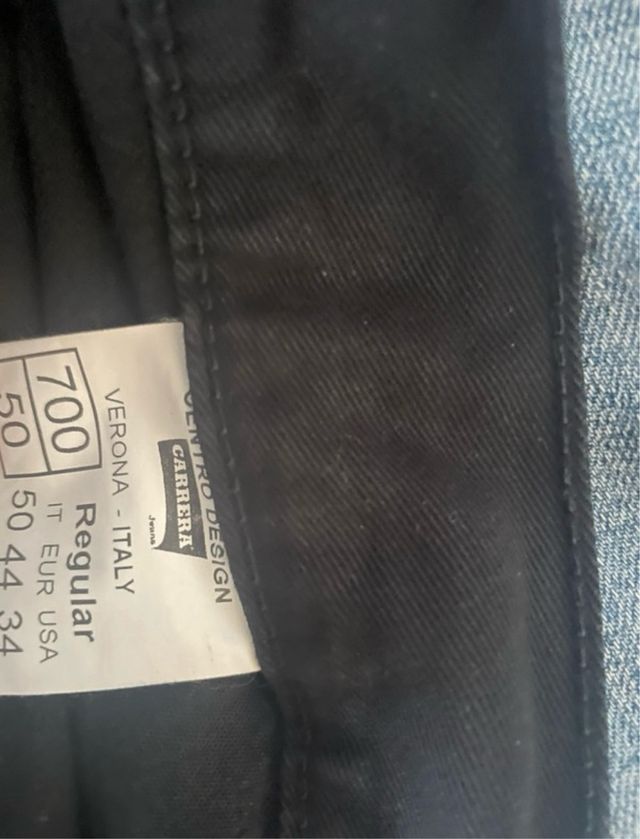 CENTRO DESIGN
CARRERA
Jeans
VERONA - ITALY
700 Regular
IT EUR USA
50 50 44 34